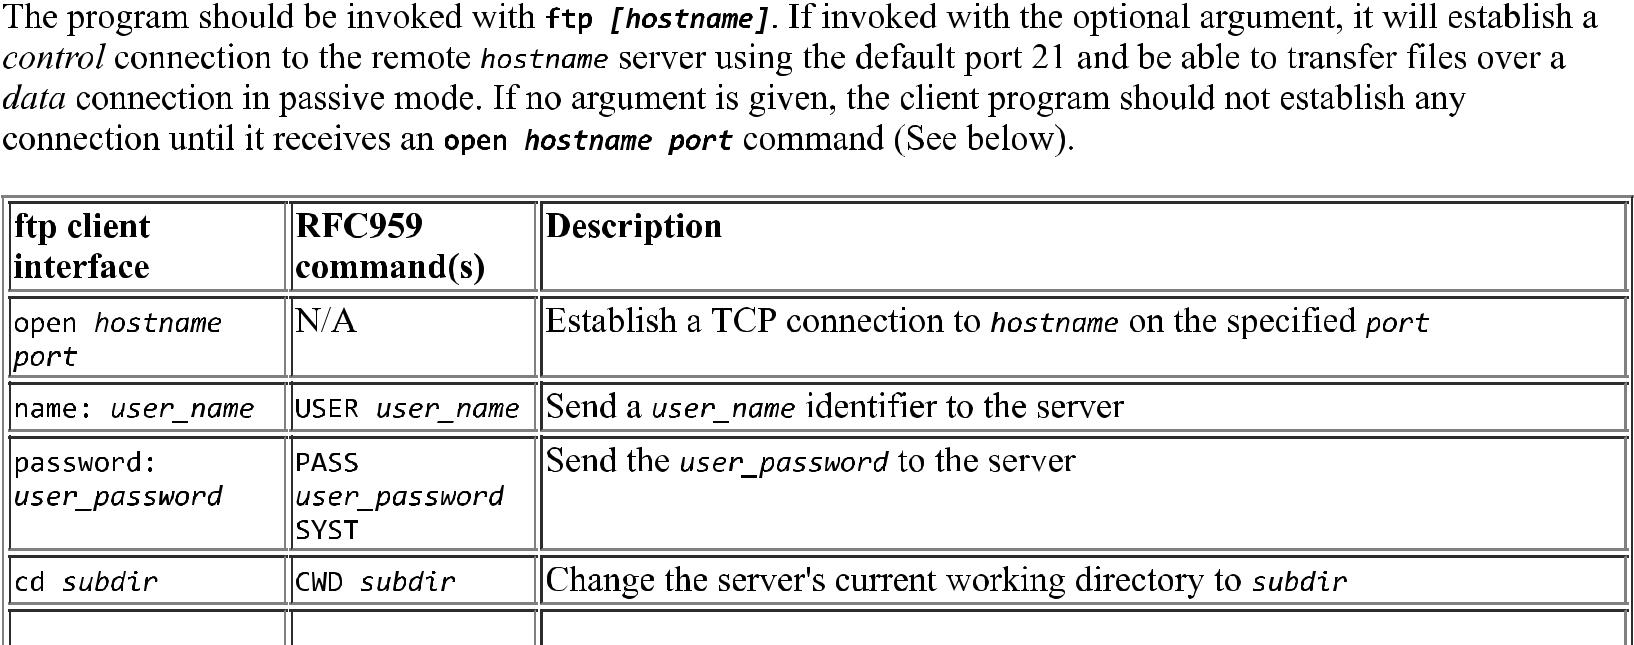 The program should be invoked with ftp [hostname]. If invoked with the optional argument, it will establish a
control connection to the remote hostname server using the default port 21 and be able to transfer files over a
data connection in passive mode. If no argument is given, the client program should not establish any
connection until it receives an open hostname port command (See below).
ftp client
interface
RFC959
command(s)
Description
open hostname
port
N/A
Establish a TCP connection to hostname on the specified port
name: user_name
USER user_name
Send a user_name identifier to the server
password:
user_password
PASS
user_password
SYST
Send the user_password to the server
cd subdir
CWD subdir
Change the server's current working directory to subdir